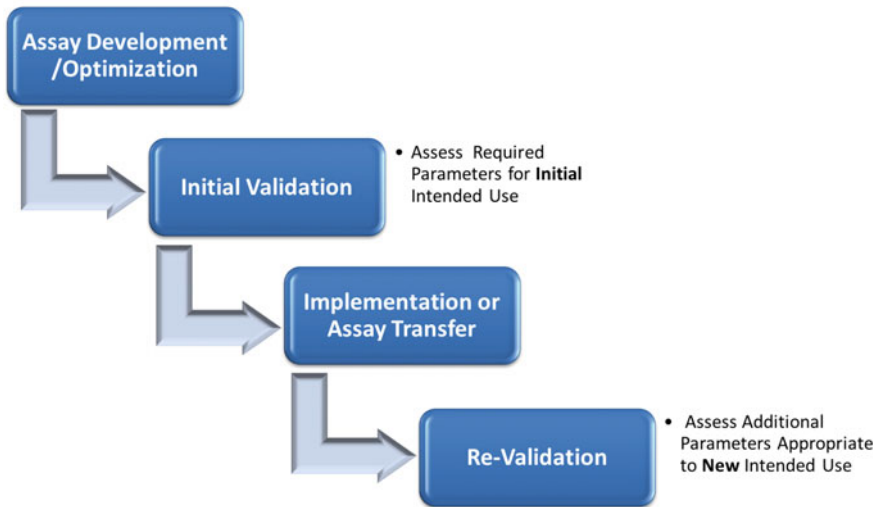 Assay Development
/Optimization
Initial Validation
• Assess Required
Parameters for Initial
Intended Use
Implementation or
Assay Transfer
Re-Validation
• Assess Additional
Parameters Appropriate
to New Intended Use